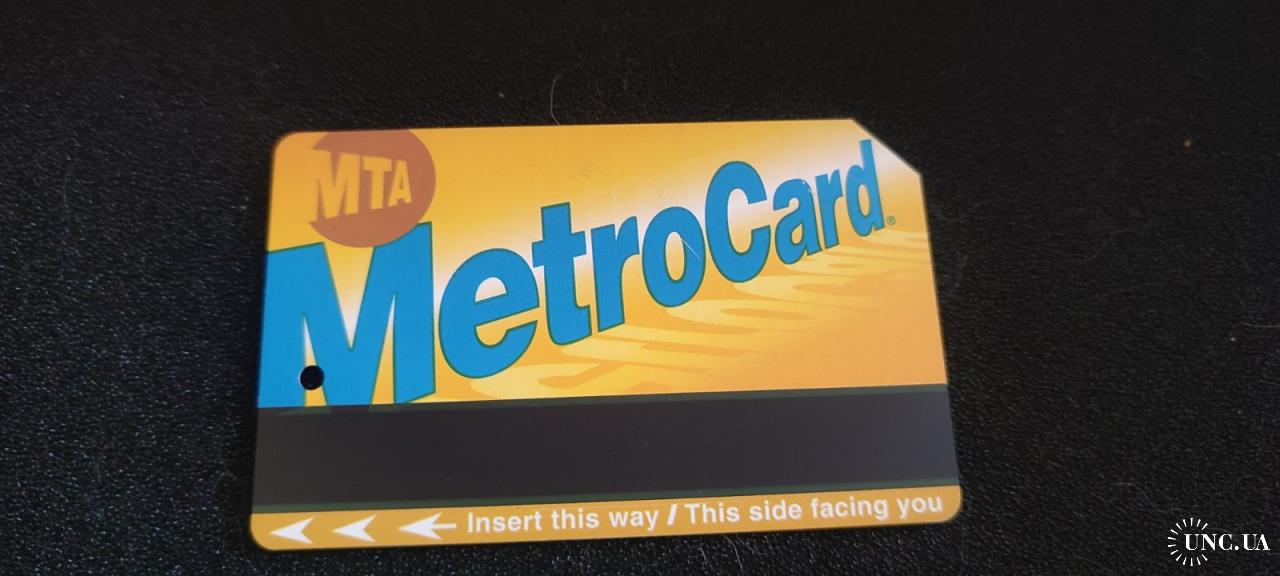 MTA
MetroCard®
Insert this way / This side facing you
UNC.UA